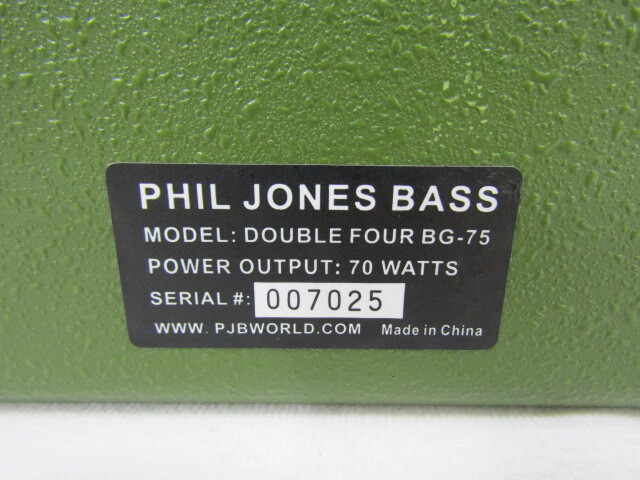 PHIL JONES BASS
MODEL: DOUBLE FOUR BG-75
POWER OUTPUT: 70 WATTS
SERIAL #: 007025
WWW. PJBWORLD.COM Made in China